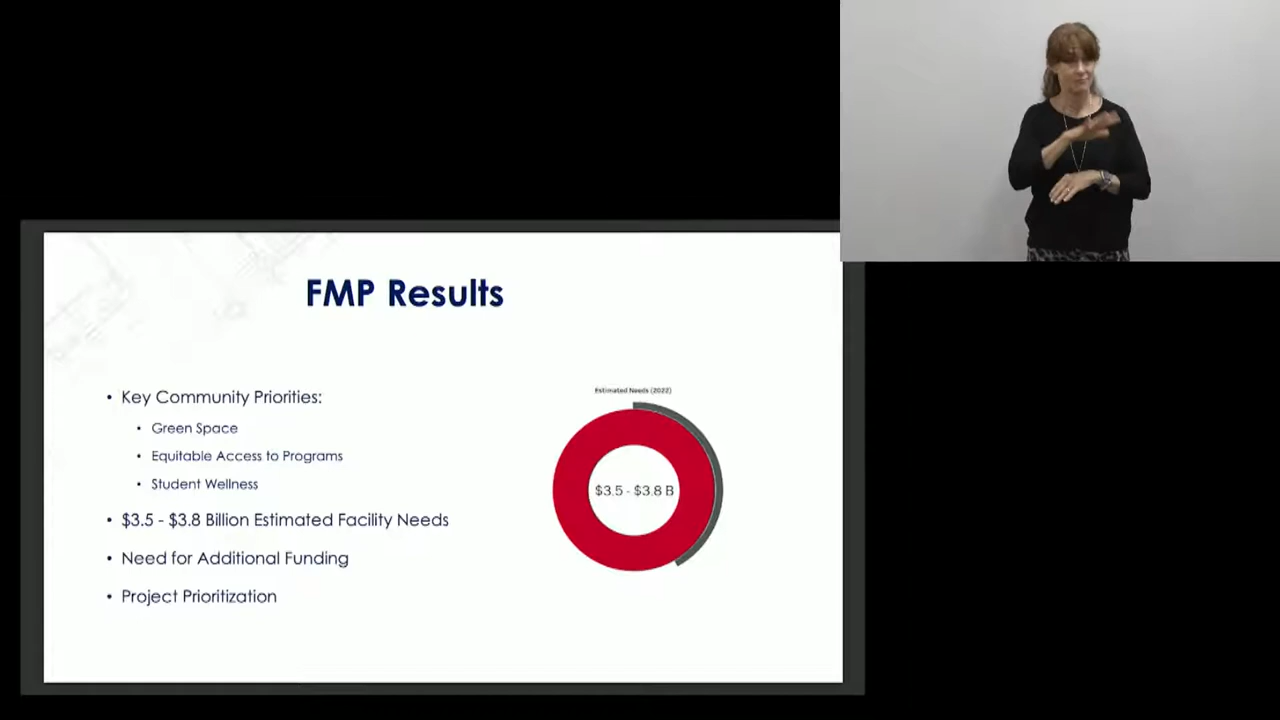 FMP Results
• Key Community Priorities:
• Green Space
• Equitable Access to Programs
• Student Wellness
• $3.5 - $3.8 Billion Estimated Facility Needs
• Need for Additional Funding
• Project Prioritization
Estimated Needs (2022)
$3.5 - $3.8 B